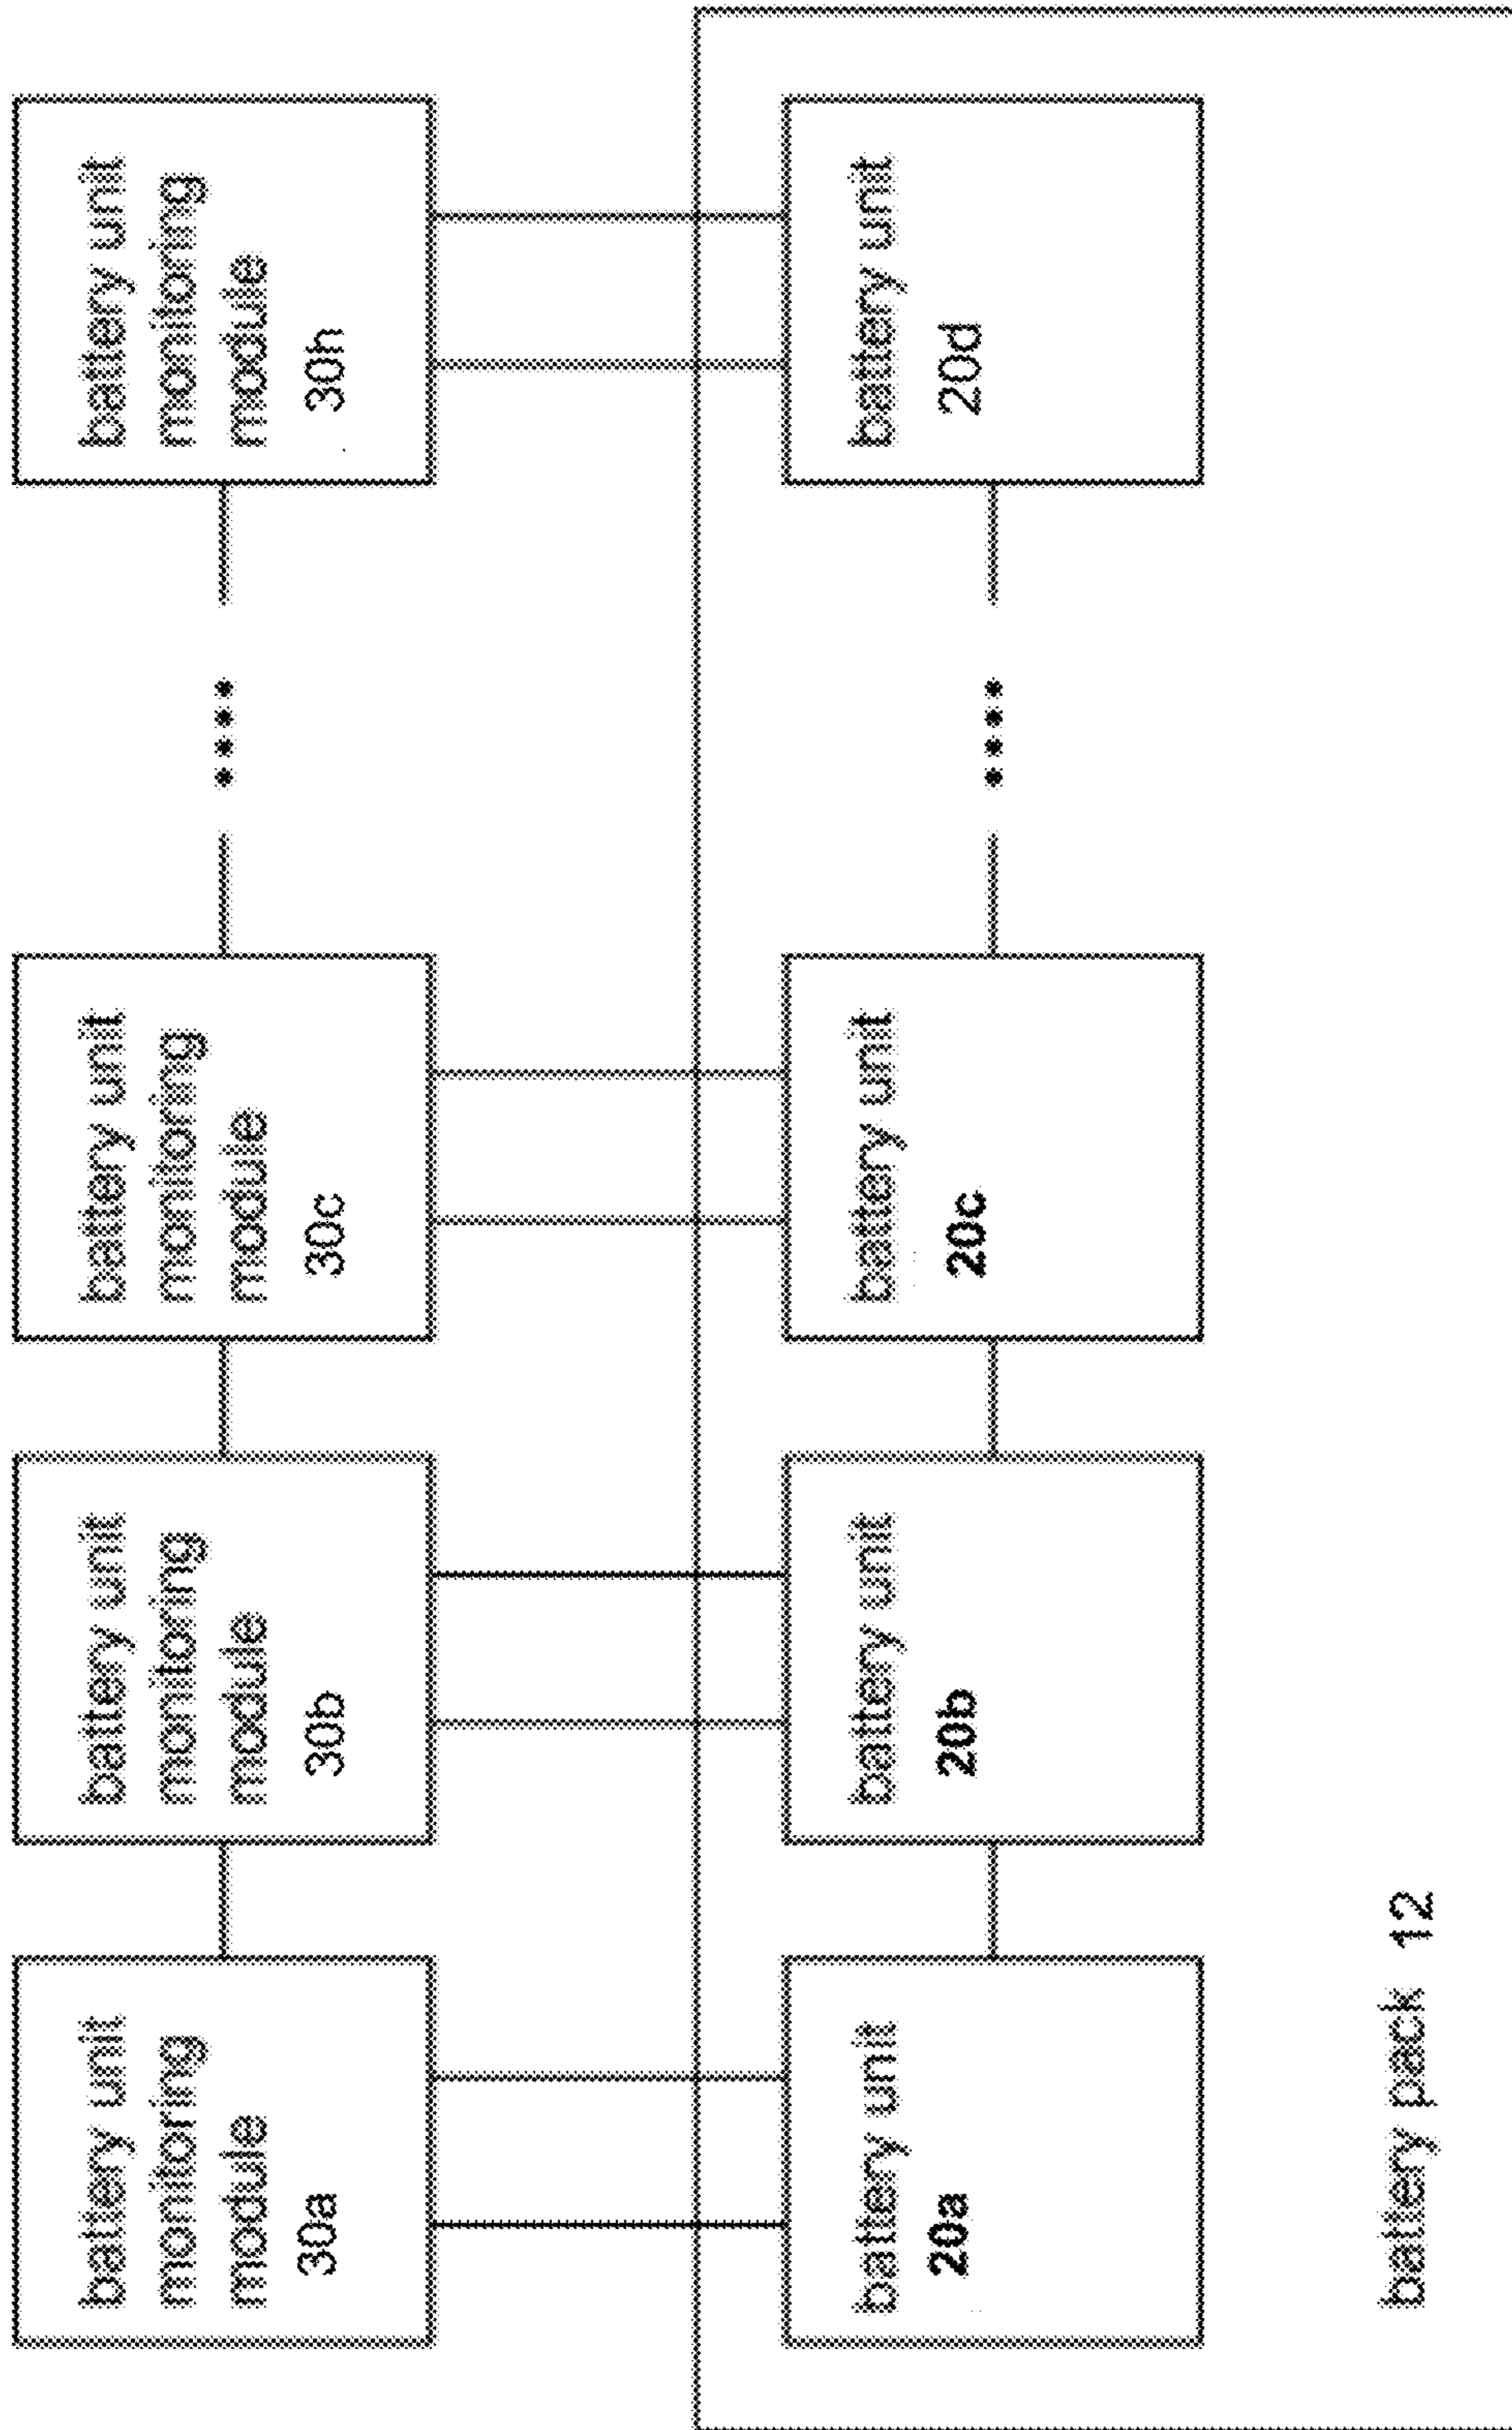 battery unit
monitoring
module
30a
battery unit
monitoring
module
30b
battery unit
monitoring
module
30c
battery unit
monitoring
module
30h
battery unit
20a
battery unit
20b
battery unit
20c
battery unit
20d
battery pack 12